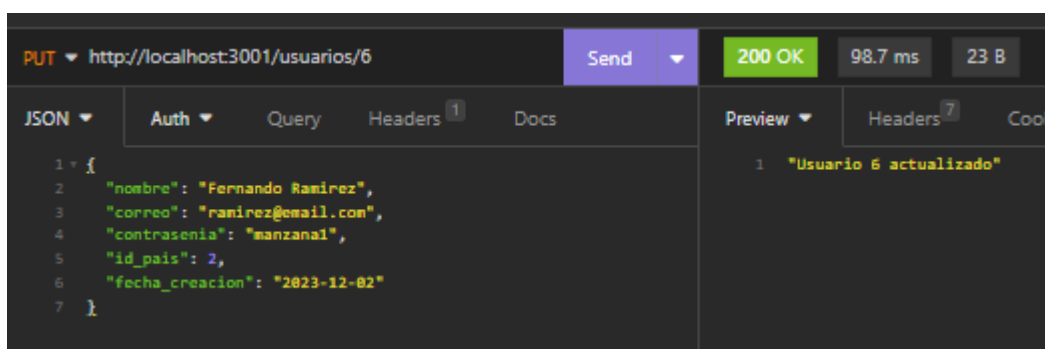 PUT http://localhost:3001/usuarios/6 Send 200 OK 98.7 ms 23 B
JSON Auth Query Headers 1 Docs Preview Headers 7 Coo
1 {
2 "nombre": "Fernando Ramirez",
3 "correo": "ramirez@email.com",
4 "contrasenia": "manzana1",
5 "id_pais": 2,
6 "fecha_creacion": "2023-12-02"
7 }
1 "Usuario 6 actualizado"